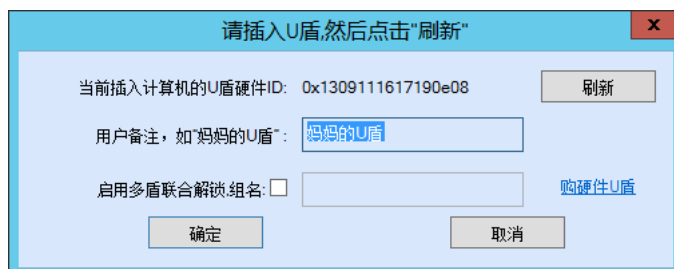 请插入U盾,然后点击"刷新"
x
当前插入计算机的U盾硬件ID: 0x1309111617190e08 刷新
用户备注，如"妈妈的U盾"： 妈妈的U盾
启用多盾联合解锁.组名: 购硬件U盾
确定 取消